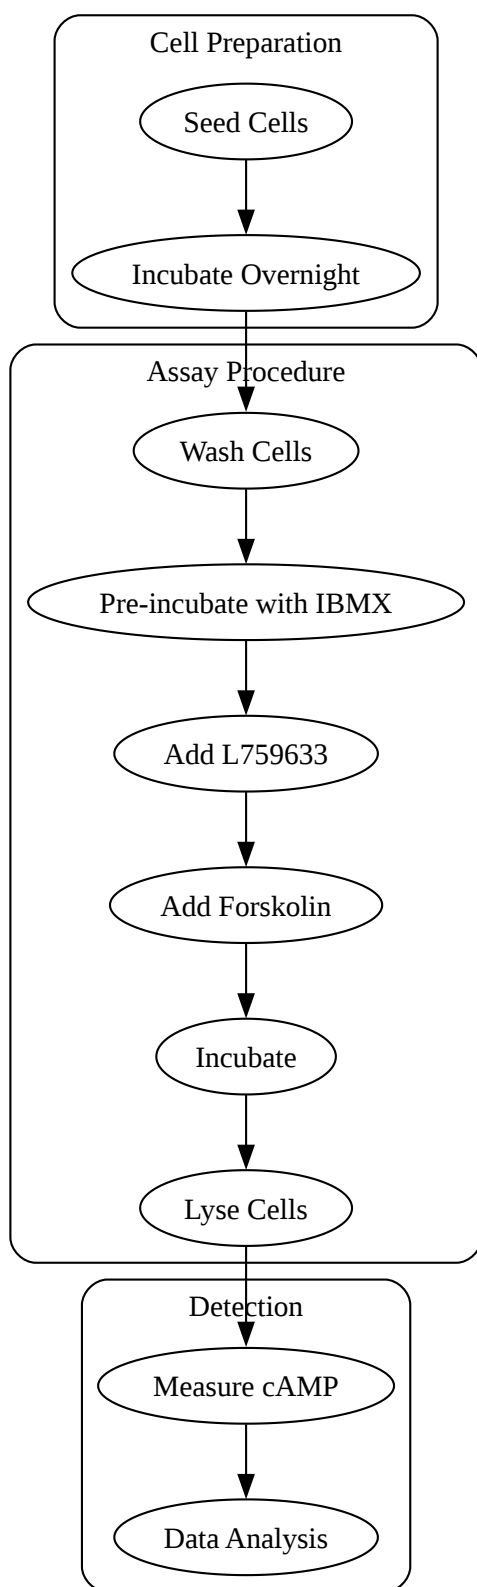 Cell Preparation
Seed Cells
Incubate Overnight
Assay Procedure
Wash Cells
Pre-incubate with IBMX
Add L759633
Add Forskolin
Incubate
Lyse Cells
Detection
Measure cAMP
Data Analysis